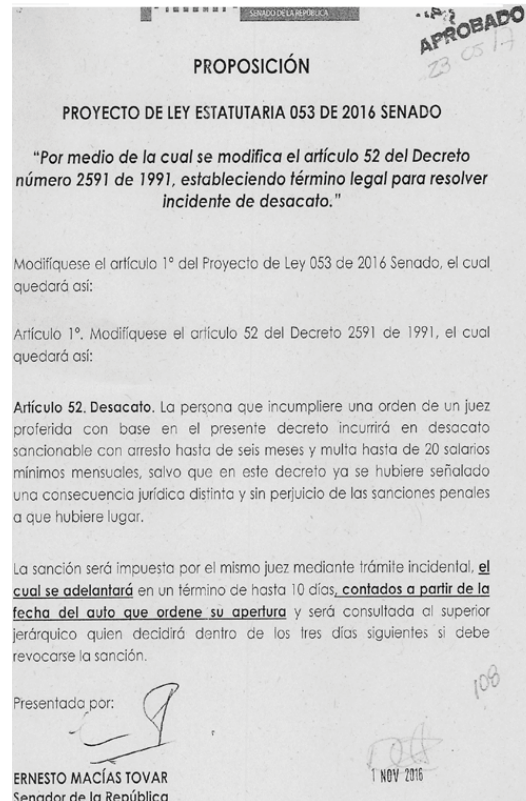 SENADO DE LA REPÚBLICA
APROBADO
23 05 17
PROPOSICIÓN
PROYECTO DE LEY ESTATUTARIA 053 DE 2016 SENADO
"Por medio de la cual se modifica el artículo 52 del Decreto
número 2591 de 1991, estableciendo término legal para resolver
incidente de desacato."
Modifíquese el artículo 1º del Proyecto de Ley 053 de 2016 Senado, el cual
quedará así:
Artículo 1º. Modifíquese el artículo 52 del Decreto 2591 de 1991, el cual
quedará así:
Artículo 52. Desacato. La persona que incumpliere una orden de un juez
proferida con base en el presente decreto incurrirá en desacato
sancionable con arresto hasta de seis meses y multa hasta de 20 salarios
mínimos mensuales, salvo que en este decreto ya se hubiere señalado
una consecuencia jurídica distinta y sin perjuicio de las sanciones penales
a que hubiere lugar.
La sanción será impuesta por el mismo juez mediante trámite incidental, el
cual se adelantará en un término de hasta 10 días, contados a partir de la
fecha del auto que ordene su apertura y será consultada al superior
jerárquico quien decidirá dentro de los tres días siguientes si debe
revocarse la sanción.
108
Presentada por:
1 NOV 2016
ERNESTO MACÍAS TOVAR
Senador de la República